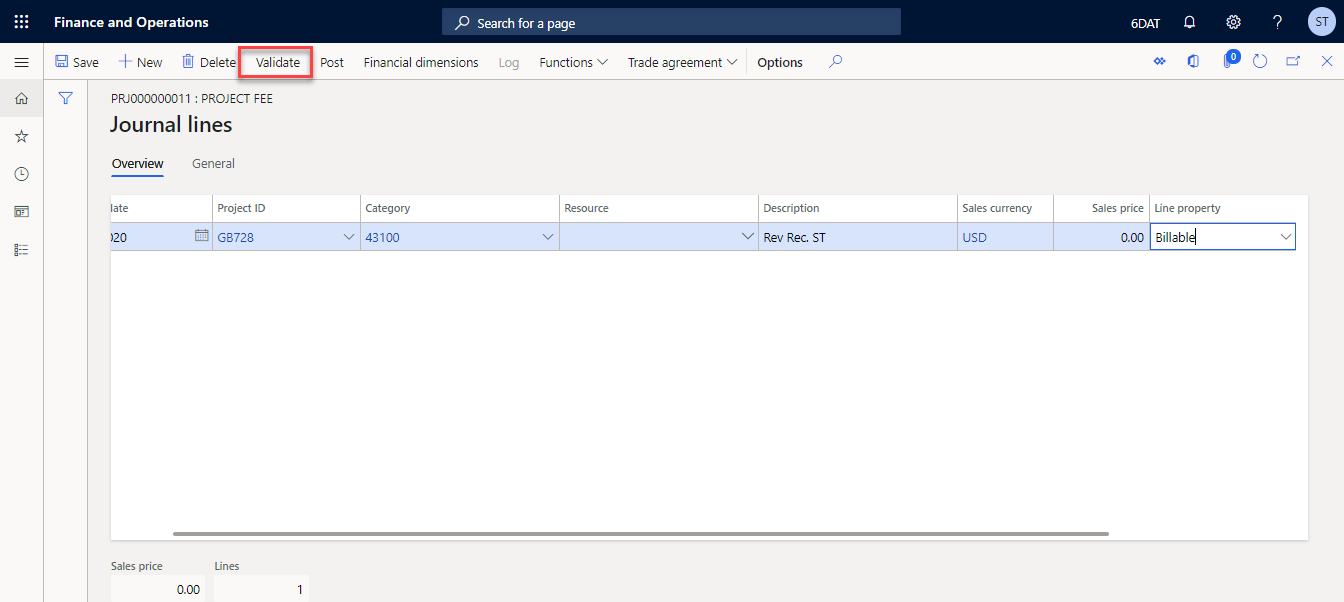 Finance and Operations Search for a page 6DAT ST
Save New Delete Validate Post Financial dimensions Log Functions Trade agreement Options 0
PRJ000000011 : PROJECT FEE
Journal lines
Overview General
Project ID Category Resource Description Sales currency Sales price Line property
GB728 43100 Rev Rec. ST USD 0.00 Billable
Sales price Lines
0.00 1